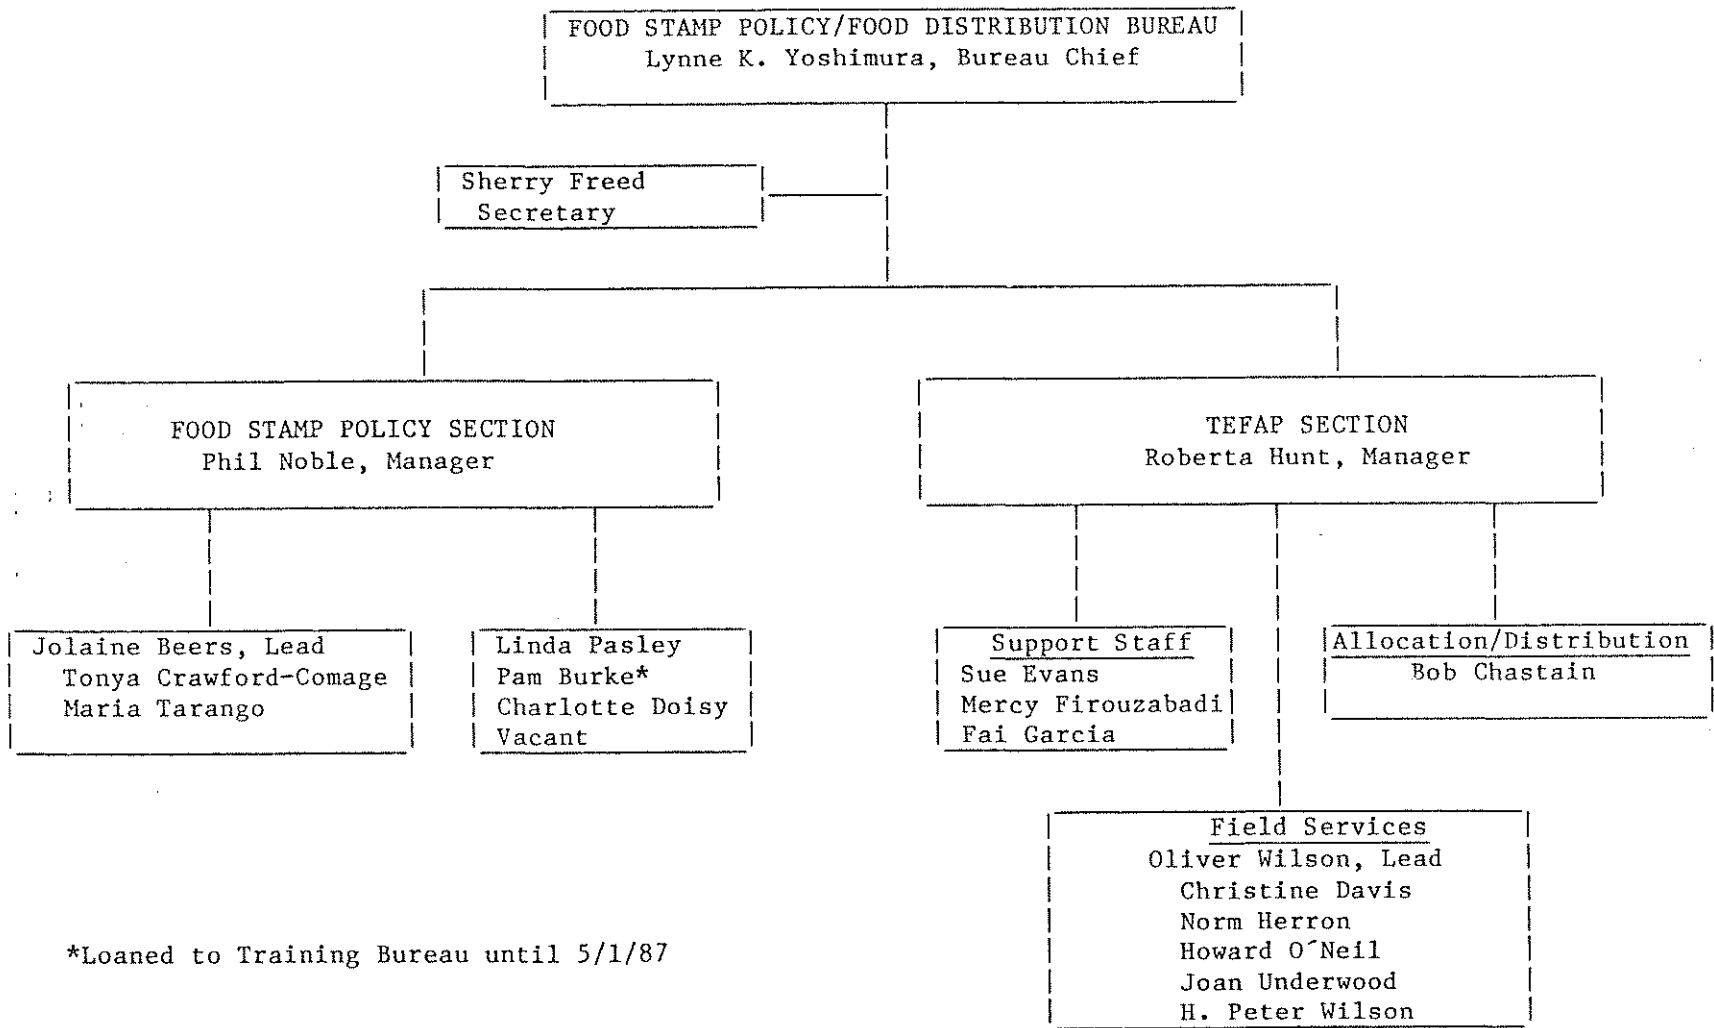 FOOD STAMP POLICY/FOOD DISTRIBUTION BUREAU
Lynne K. Yoshimura, Bureau Chief
Sherry Freed
Secretary
FOOD STAMP POLICY SECTION
Phil Noble, Manager
TEFAP SECTION
Roberta Hunt, Manager
Jolaine Beers, Lead
Tonya Crawford-Comage
Maria Tarango
Linda Pasley
Pam Burke*
Charlotte Doisy
Vacant
Support Staff
Sue Evans
Mercy Firouzabadi
Fai Garcia
Allocation/Distribution
Bob Chastain
Field Services
Oliver Wilson, Lead
Christine Davis
Norm Herron
Howard O´Neil
Joan Underwood
H. Peter Wilson
*Loaned to Training Bureau until 5/1/87